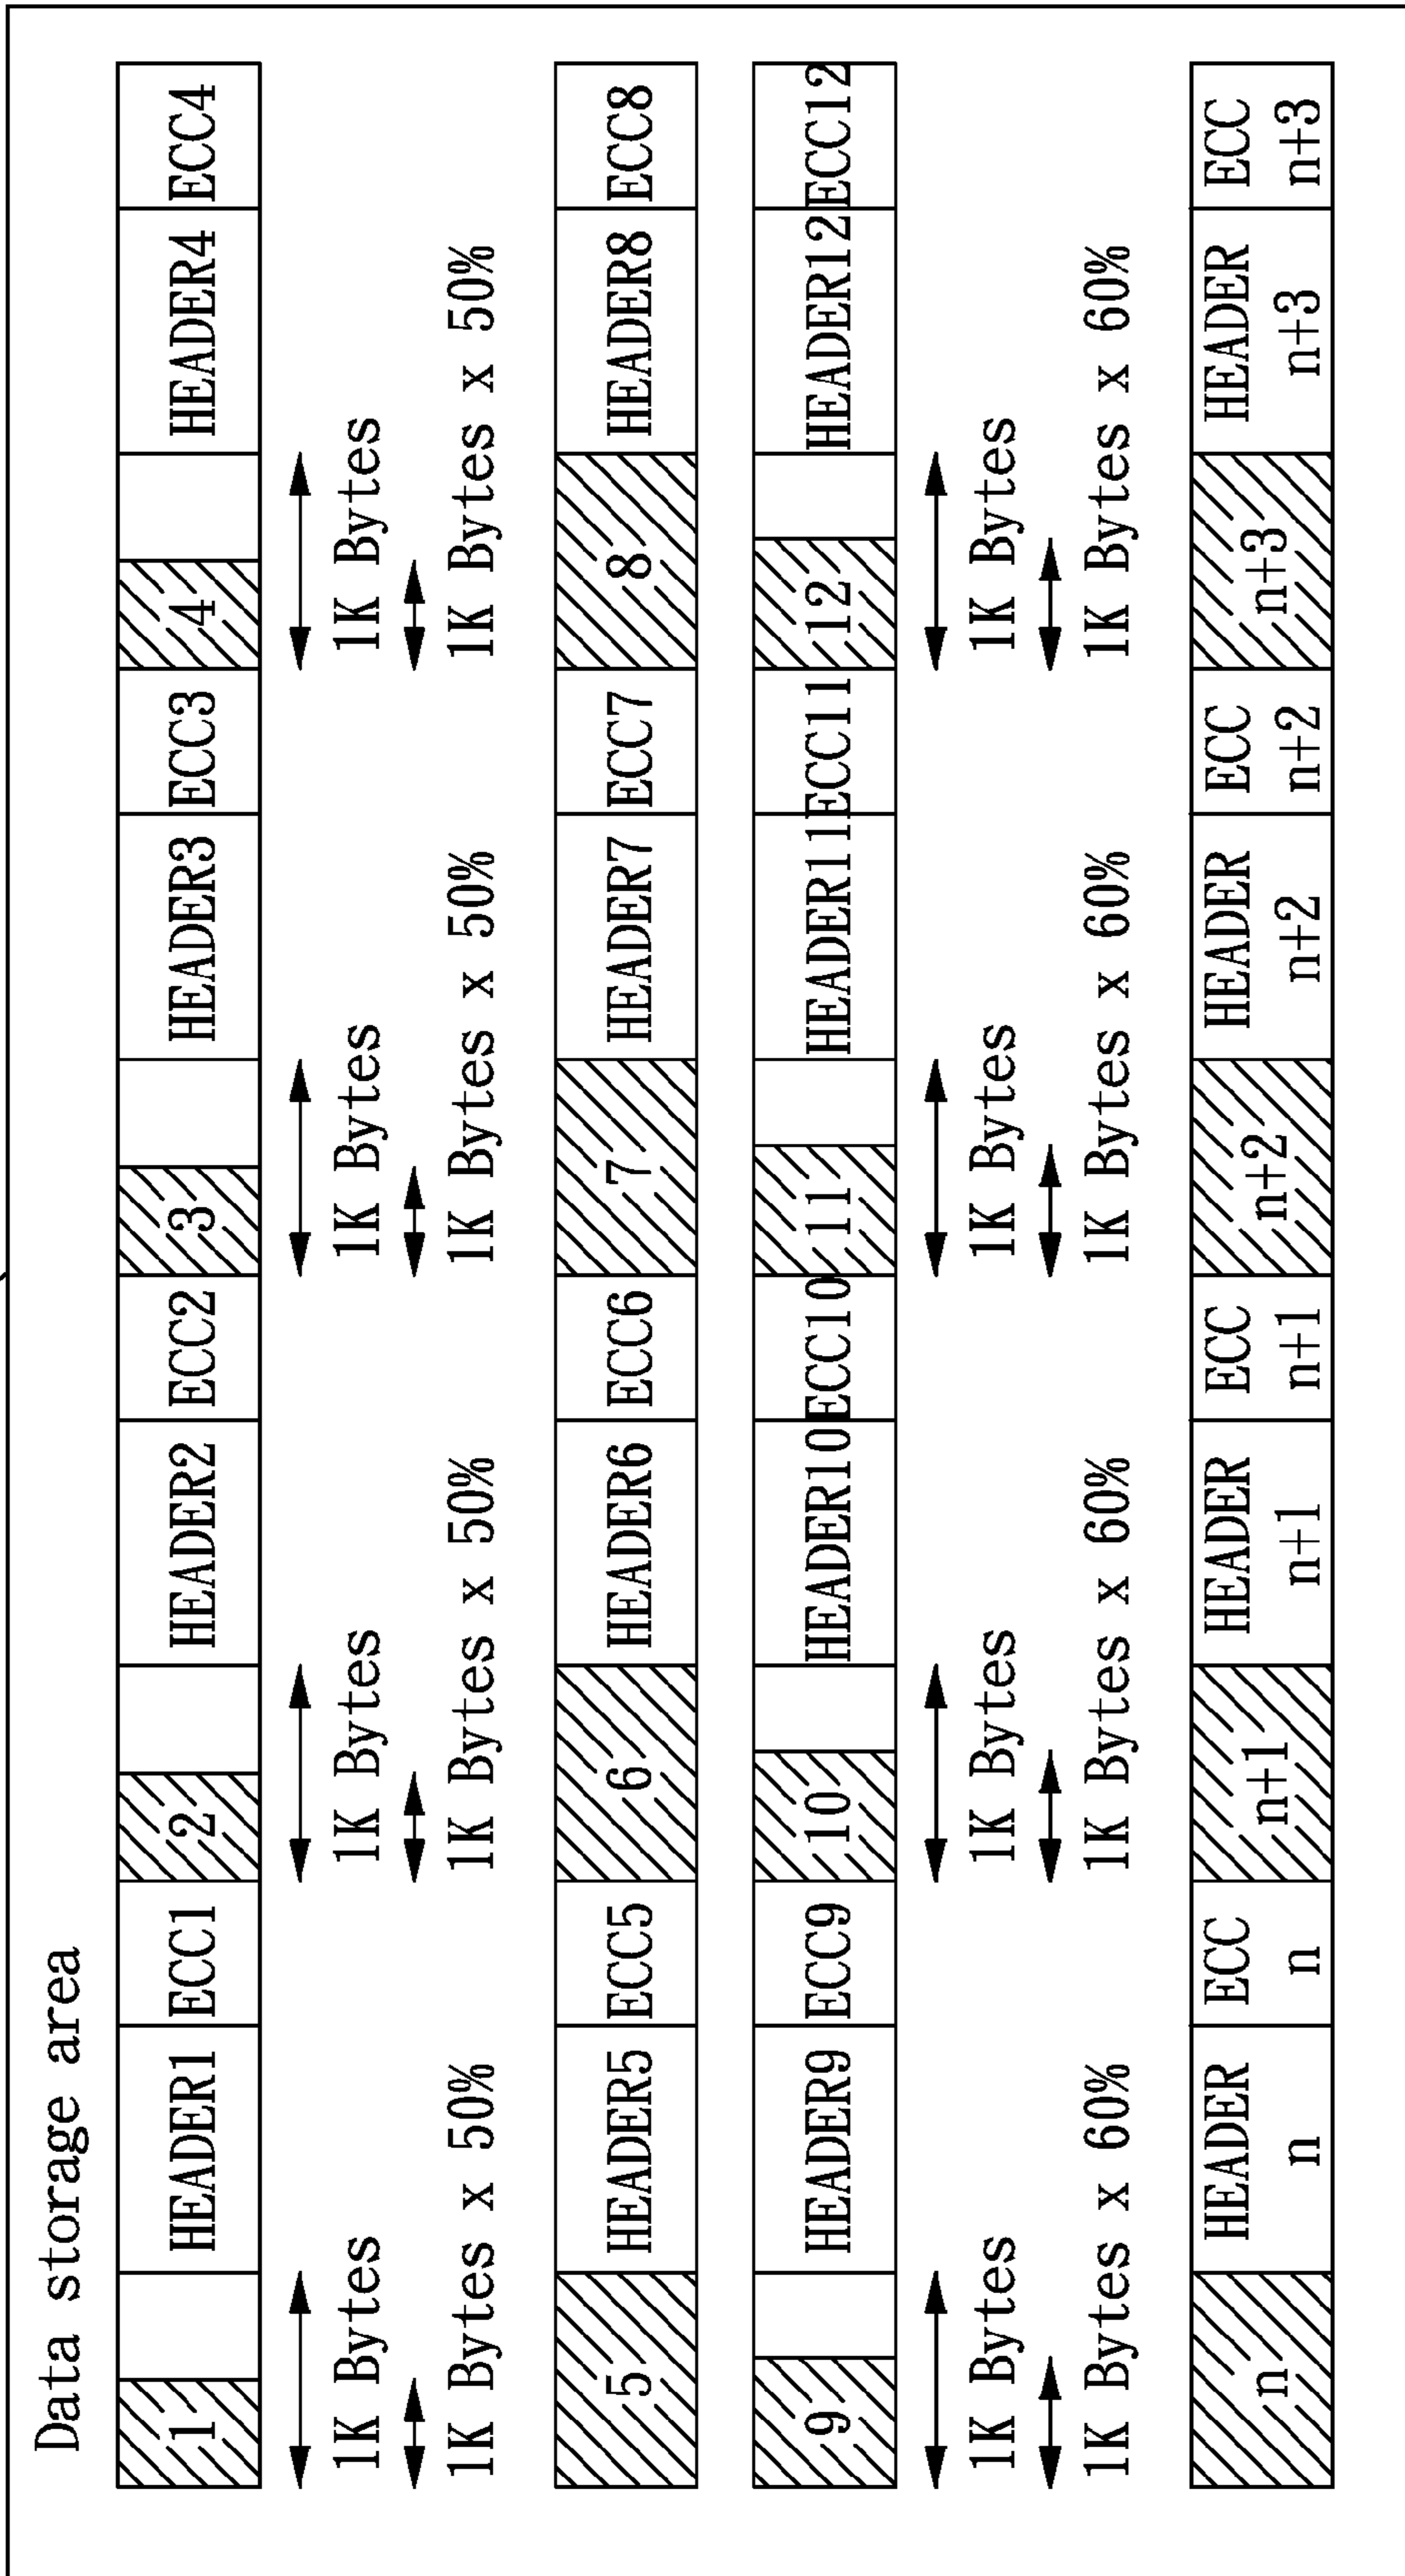 Data storage area
1 HEADER1 ECC1 2 HEADER2 ECC2 3 HEADER3 ECC3 4 HEADER4 ECC4
1K Bytes 1K Bytes 1K Bytes 1K Bytes
1K Bytes x 50% 1K Bytes x 50% 1K Bytes x 50% 1K Bytes x 50%
5 HEADER5 ECC5 6 HEADER6 ECC6 7 HEADER7 ECC7 8 HEADER8 ECC8
9 HEADER9 ECC9 10 HEADER10 ECC10 11 HEADER11 ECC11 12 HEADER12 ECC12
1K Bytes 1K Bytes 1K Bytes 1K Bytes
1K Bytes x 60% 1K Bytes x 60% 1K Bytes x 60% 1K Bytes x 60%
HEADER ECC HEADER ECC HEADER ECC HEADER ECC
n n n n+1 n+1 n+1 n+2 n+2 n+2 n+3 n+3 n+3